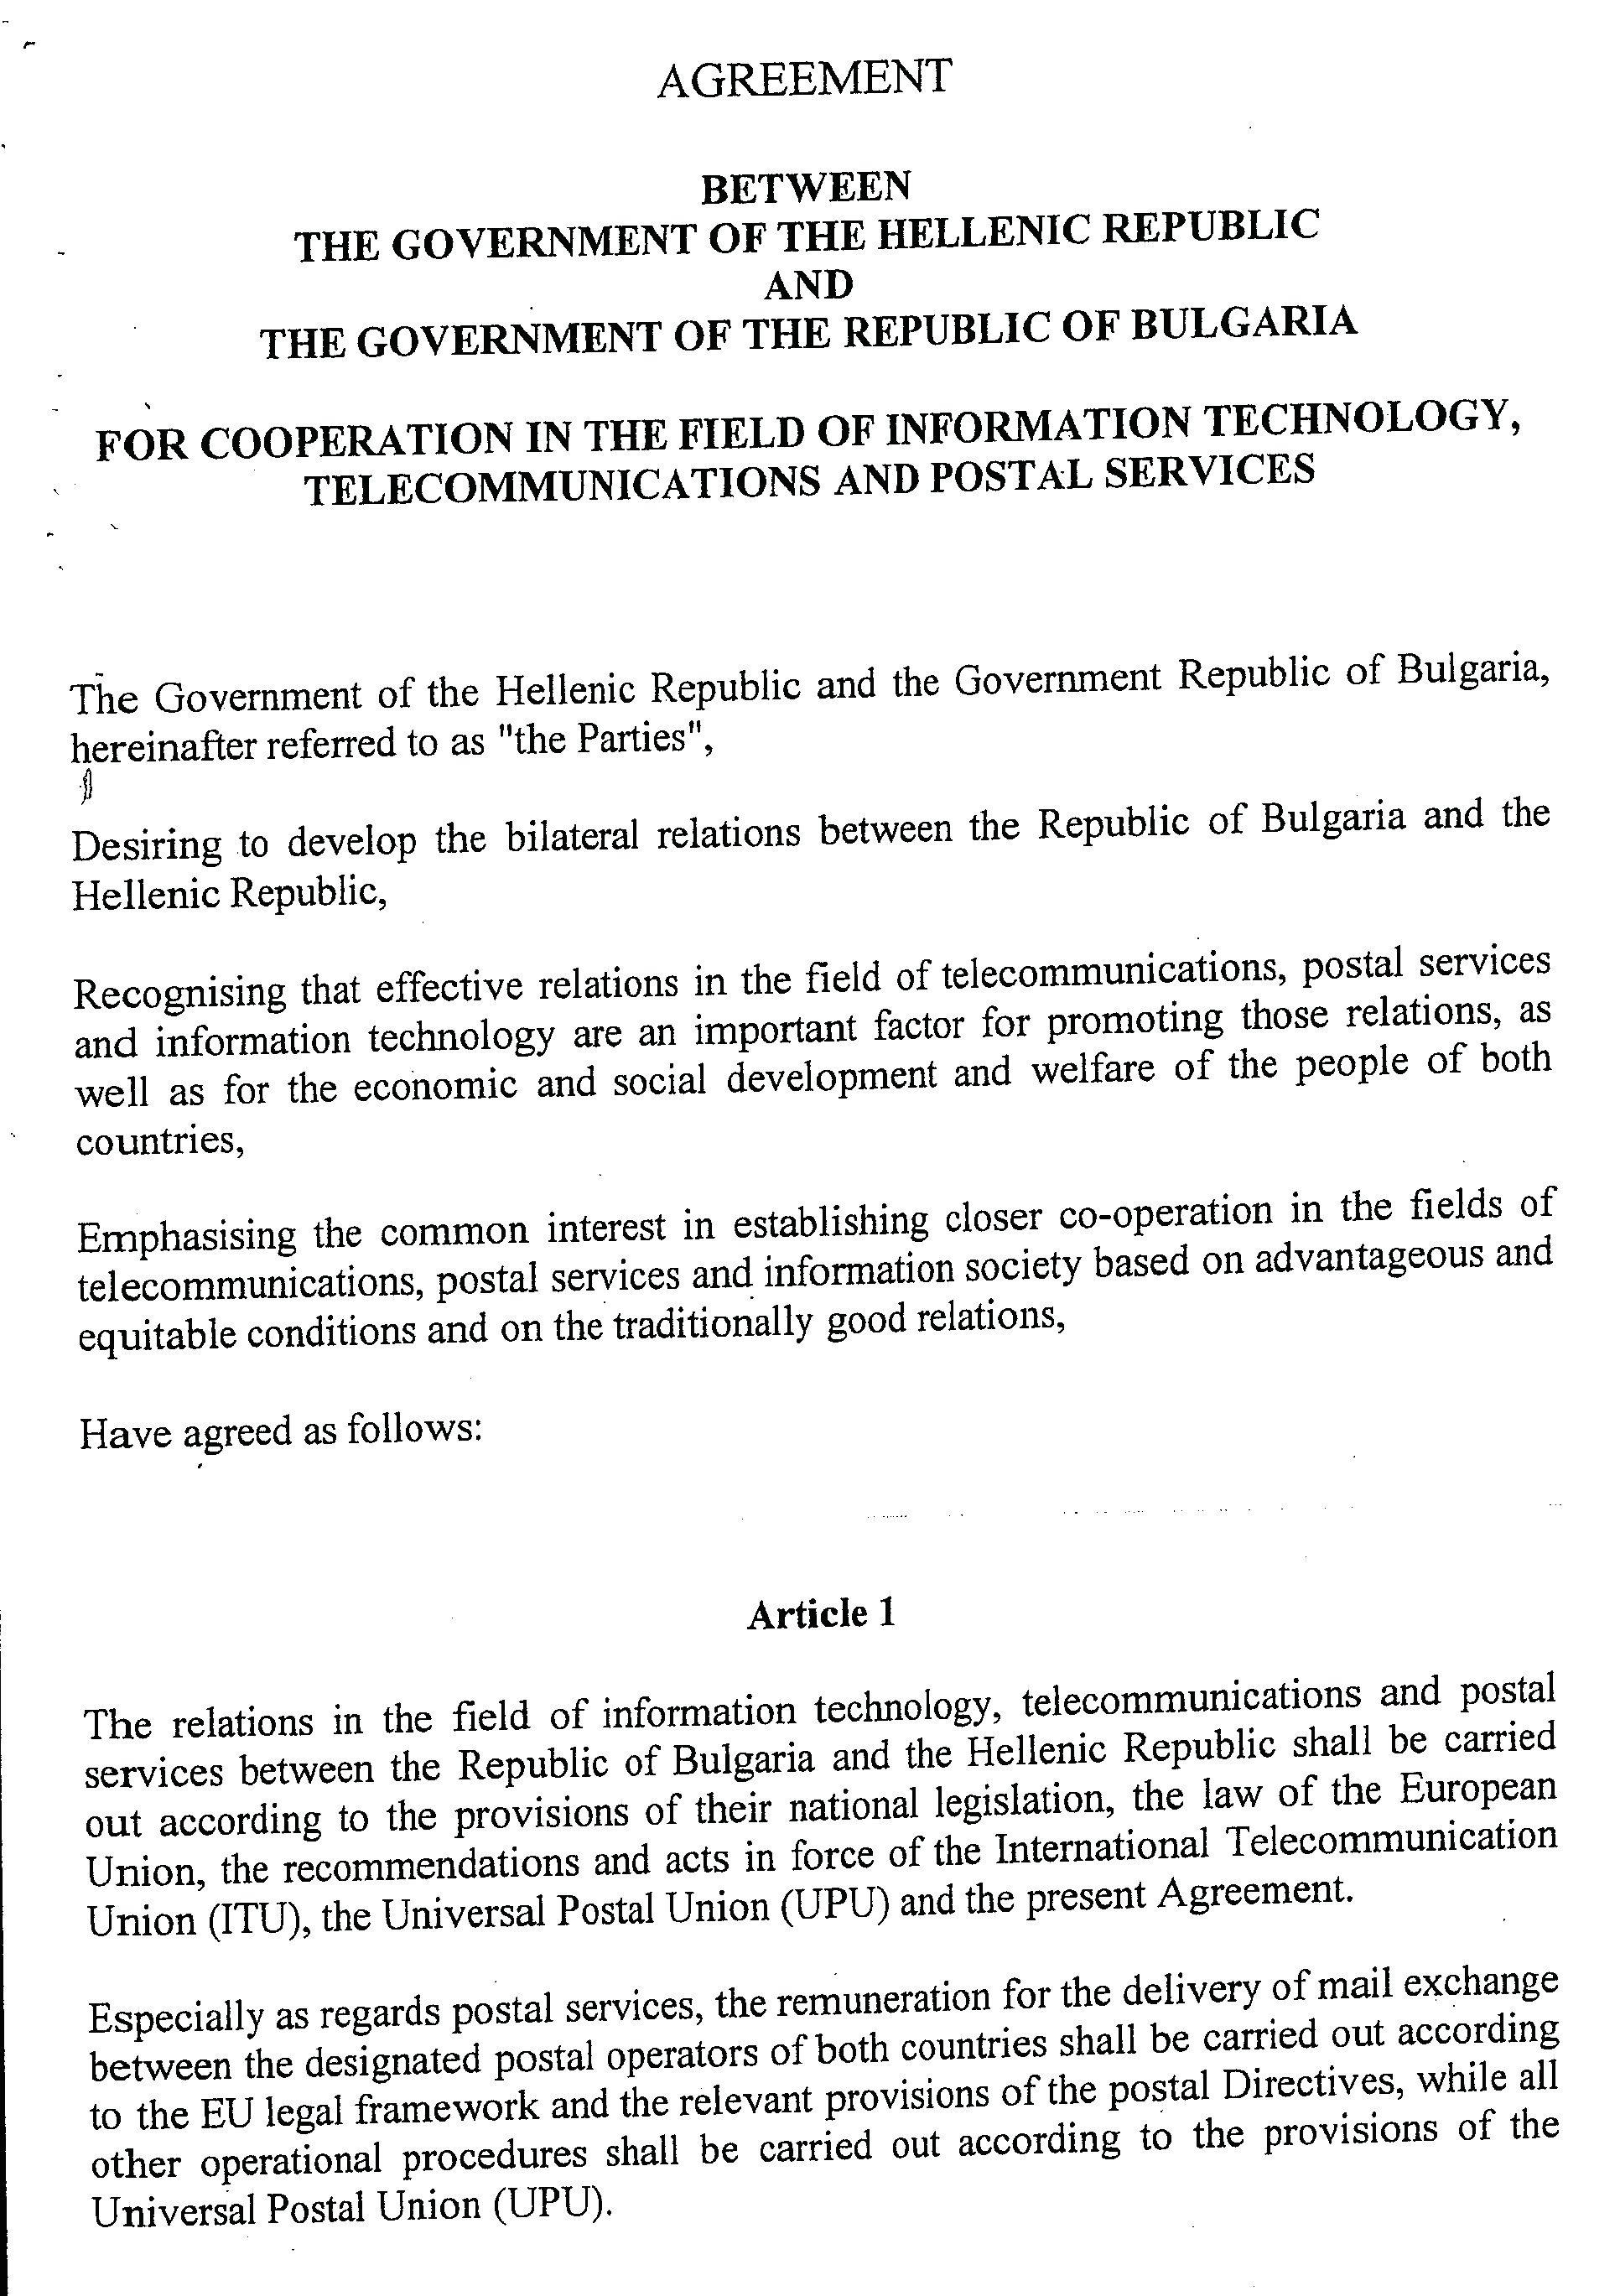 AGREEMENT
BETWEEN
THE GOVERNMENT OF THE HELLENIC REPUBLIC
AND
THE GOVERNMENT OF THE REPUBLIC OF BULGARIA
FOR COOPERATION IN THE FIELD OF INFORMATION TECHNOLOGY,
TELECOMMUNICATIONS AND POSTAL SERVICES
The Government of the Hellenic Republic and the Government Republic of Bulgaria,
hereinafter referred to as "the Parties",
Desiring to develop the bilateral relations between the Republic of Bulgaria and the
Hellenic Republic,
Recognising that effective relations in the field of telecommunications, postal services
and information technology are an important factor for promoting those relations, as
well as for the economic and social development and welfare of the people of both
countries,
Emphasising the common interest in establishing closer co-operation in the fields of
telecommunications, postal services and information society based on advantageous and
equitable conditions and on the traditionally good relations,
Have agreed as follows:
Article 1
The relations in the field of information technology, telecommunications and postal
services between the Republic of Bulgaria and the Hellenic Republic shall be carried
out according to the provisions of their national legislation, the law of the European
Union, the recommendations and acts in force of the International Telecommunication
Union (ITU), the Universal Postal Union (UPU) and the present Agreement.
Especially as regards postal services, the remuneration for the delivery of mail exchange
between the designated postal operators of both countries shall be carried out according
to the EU legal framework and the relevant provisions of the postal Directives, while all
other operational procedures shall be carried out according to the provisions of the
Universal Postal Union (UPU).